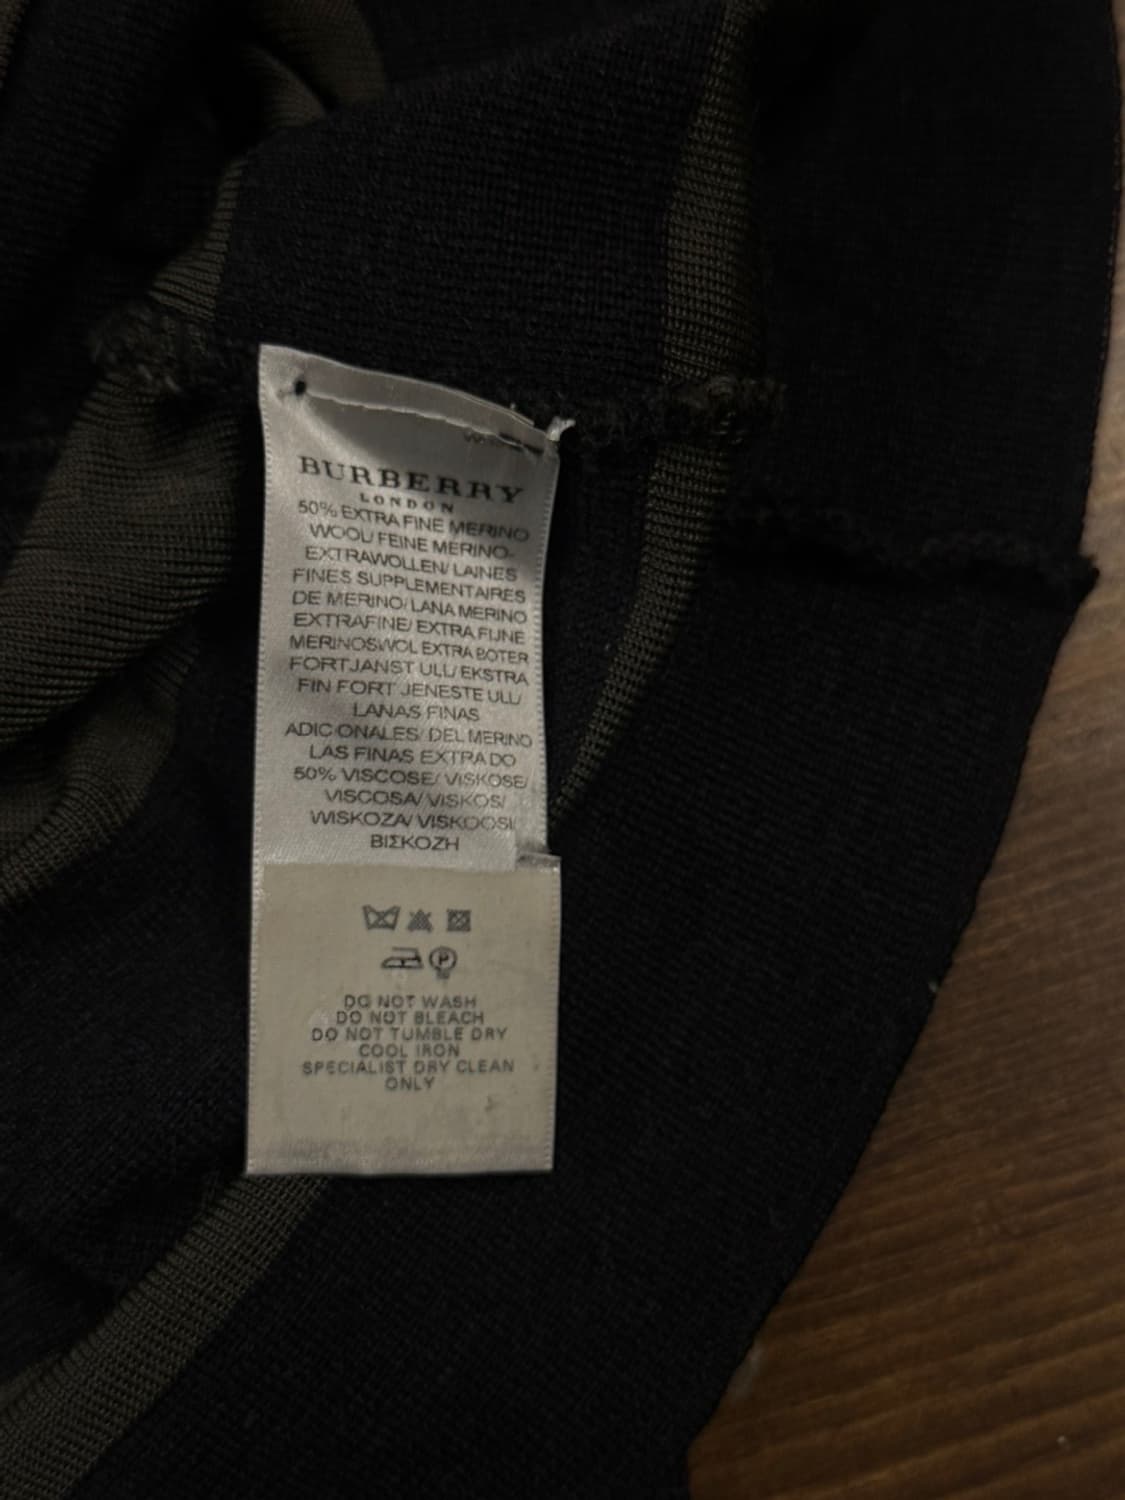 BURBERRY
LONDON
50% EXTRA FINE MERINO
WOOL/ FEINE MERINO-
EXTRAWOLLEN/ LAINES
FINES SUPPLEMENTAIRES
DE MERINO/ LANA MERINO
EXTRAFINE/ EXTRA FIJNE
MERINOSWOL EXTRA BOTER
FORTJANST ULL/ EKSTRA
FIN FORT JENESTE ULL/
LANAS FINAS
ADICIONALES/ DEL MERINO
LAS FINAS EXTRA DO
50% VISCOSE/ VISKOSE/
VISCOSA/ VISKOS/
WISKOZA/ VISKOOSI/
ΒΙΣΚΟΖΗ
P
DO NOT WASH
DO NOT BLEACH
DO NOT TUMBLE DRY
COOL IRON
SPECIALIST DRY CLEAN
ONLY